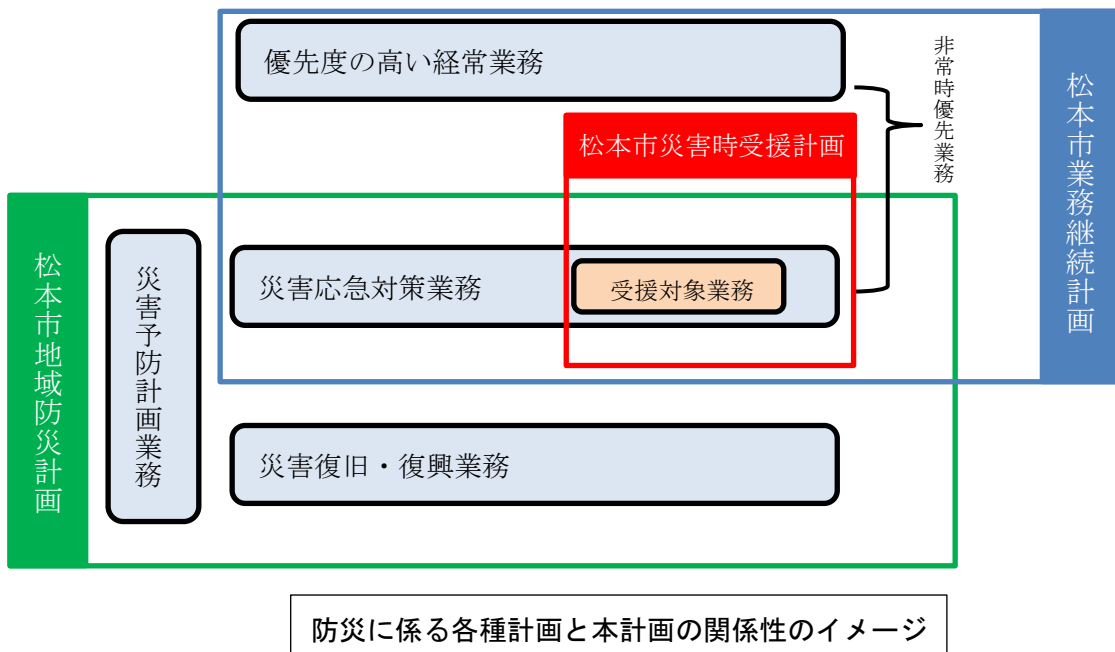 優先度の高い経常業務
非常時優先業務
松本市業務継続計画
松本市災害時受援計画
松本市地域防災計画
災害予防計画業務
災害応急対策業務
受援対象業務
災害復旧・復興業務
防災に係る各種計画と本計画の関係性のイメージ